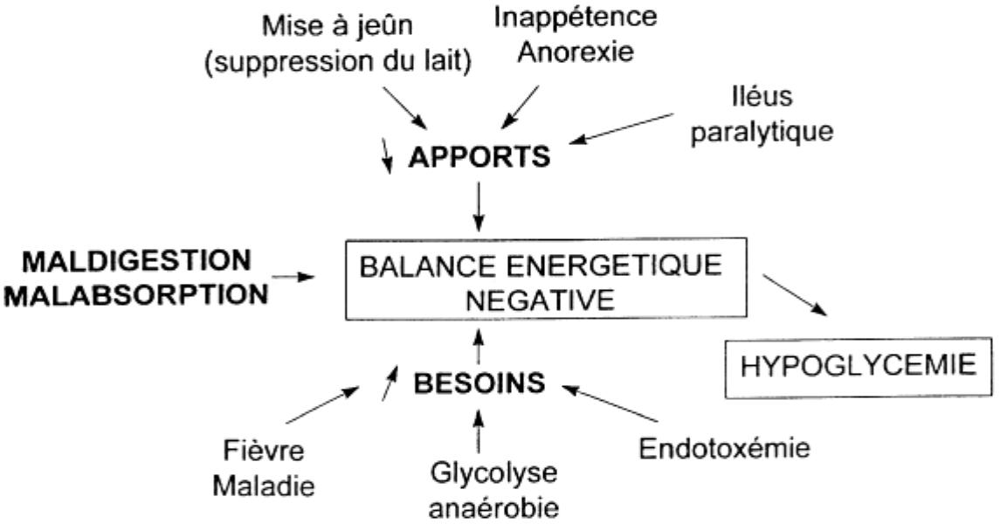 Mise à jeûn
(suppression du lait)
Inappétence
Anorexie
Iléus
paralytique
APPORTS
MALDIGESTION
MALABSORPTION
BALANCE ENERGETIQUE
NEGATIVE
HYPOGLYCEMIE
BESOINS
Fièvre
Maladie
Glycolyse
anaérobie
Endotoxémie